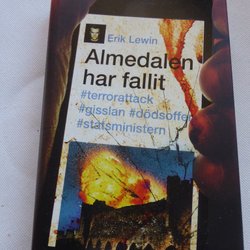 Erik Lewin
Almedalen
har fallit
#terrorattack
#gisslan #dödsoffer
#statsministern